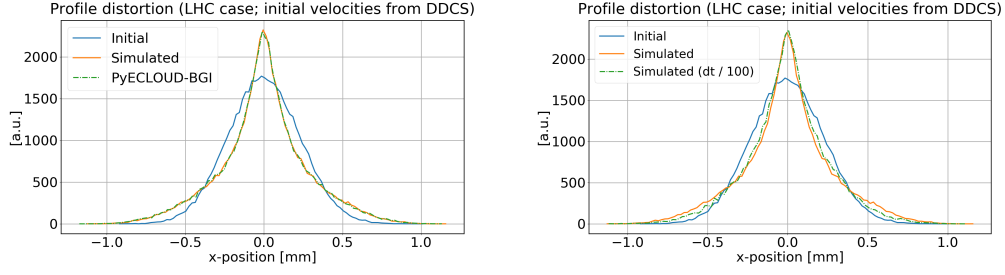 Profile distortion (LHC case; initial velocities from DDCS)
[a.u.]
2000
1500
1000
500
0
Initial
Simulated
PyECLOUD-BGI
−1.0
−0.5
0.0
0.5
1.0
x-position [mm]
Profile distortion (LHC case; initial velocities from DDCS)
[a.u.]
2000
1500
1000
500
0
Initial
Simulated
Simulated (dt / 100)
−1.0
−0.5
0.0
0.5
1.0
x-position [mm]